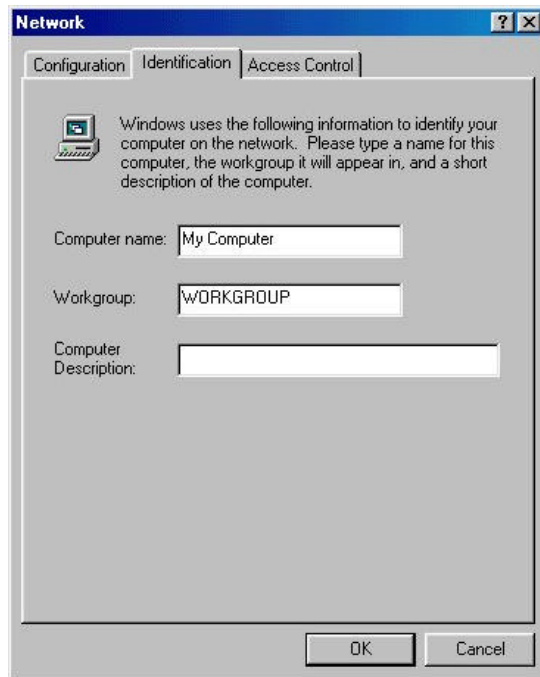 Network
Configuration Identification Access Control
Windows uses the following information to identify your
computer on the network. Please type a name for this
computer, the workgroup it will appear in, and a short
description of the computer.
Computer name: My Computer
Workgroup: WORKGROUP
Computer
Description:
OK Cancel